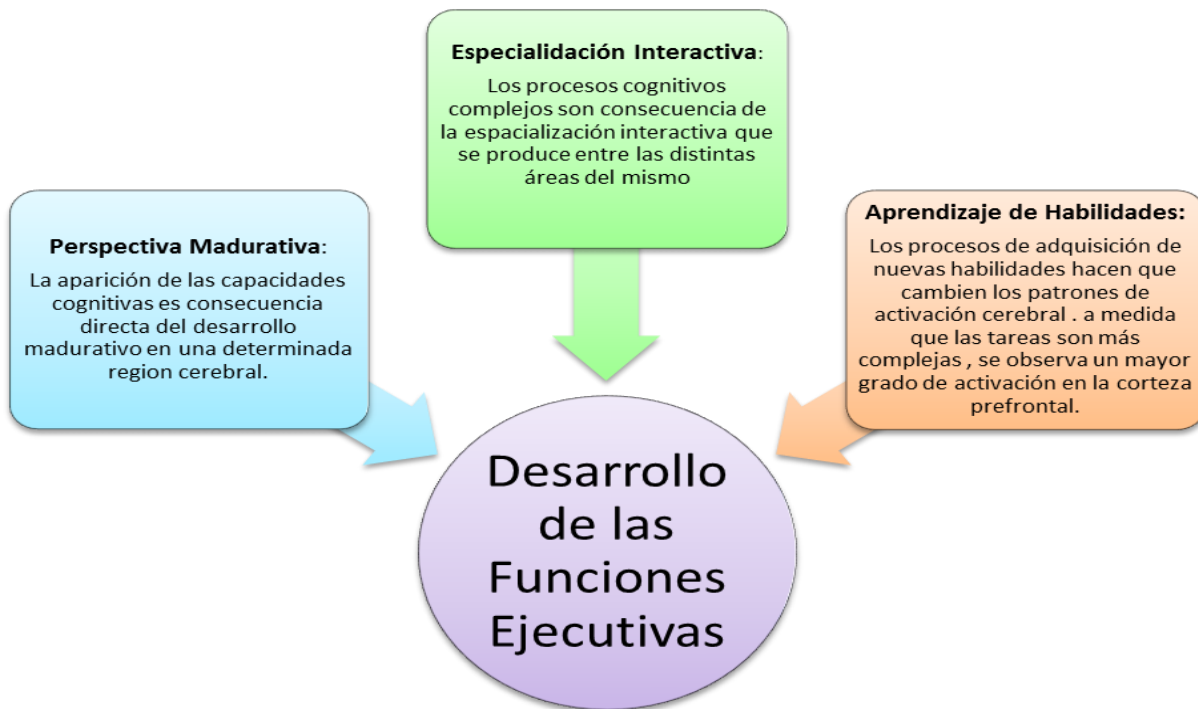 Especialidación Interactiva:
Los procesos cognitivos
complejos son consecuencia de
la espacialización interactiva que
se produce entre las distintas
áreas del mismo
Perspectiva Madurativa:
La aparición de las capacidades
cognitivas es consecuencia
directa del desarrollo
madurativo en una determinada
region cerebral.
Aprendizaje de Habilidades:
Los procesos de adquisición de
nuevas habilidades hacen que
cambien los patrones de
activación cerebral . a medida
que las tareas son más
complejas , se observa un mayor
grado de activación en la corteza
prefrontal.
Desarrollo
de las
Funciones
Ejecutivas